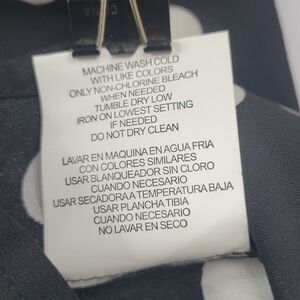 MACHINE WASH COLD
WITH LIKE COLORS
ONLY NON-CHLORINE BLEACH
WHEN NEEDED
TUMBLE DRY LOW
IRON ON LOWEST SETTING
IF NEEDED
DO NOT DRY CLEAN
LAVAR EN MAQUINA EN AGUA FRIA
CON COLORES SIMILARES
USAR BLANQUEADOR SIN CLORO
CUANDO NECESARIO
USAR SECADORA A TEMPERATURA BAJA
USAR PLANCHA TIBIA
CUANDO NECESARIO
NO LAVAR EN SECO